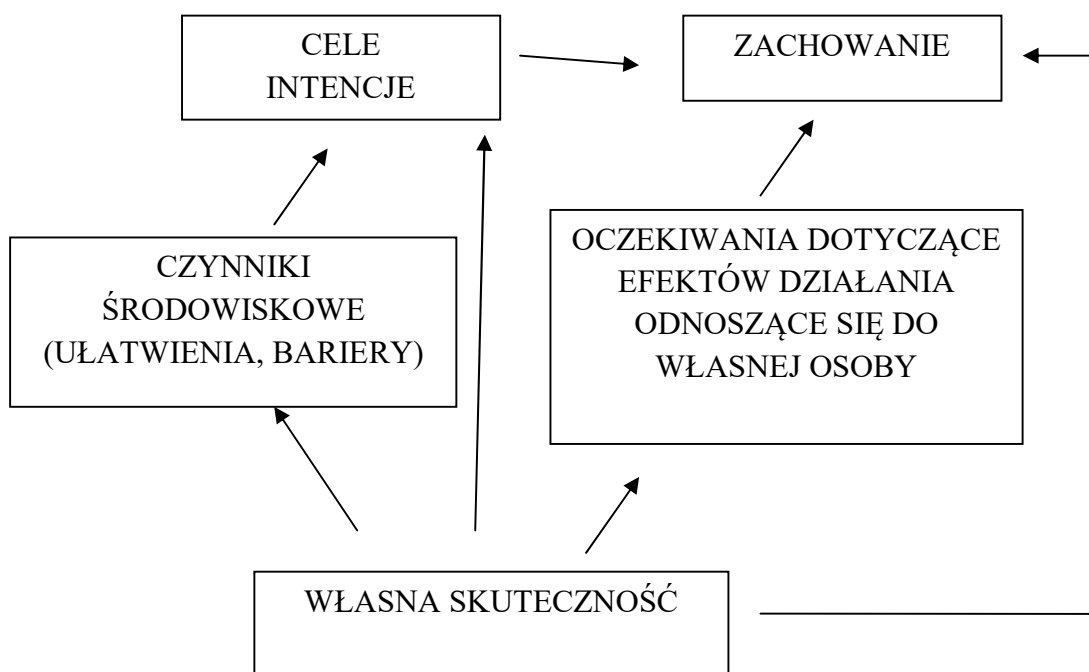 CELE
INTENCJE
ZACHOWANIE
CZYNNIKI
ŚRODOWISKOWE
(UŁATWIENIA, BARIERY)
OCZEKIWANIA DOTYCZĄCE
EFEKTÓW DZIAŁANIA
ODNOSZĄCE SIĘ DO
WŁASNEJ OSOBY
WŁASNA SKUTECZNOŚĆ